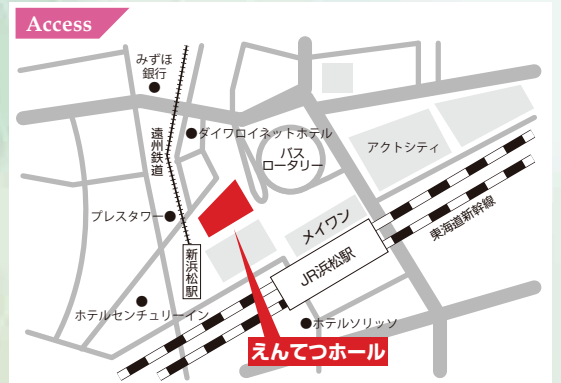 Access
みずほ
銀行
遠州鉄道
ダイワロイネットホテル
バス
ロータリー
アクトシティ
プレスタワー
メイワン
東海道新幹線
新浜松駅
JR浜松駅
ホテルセンチュリーイン
ホテルソリッソ
えんてつホール